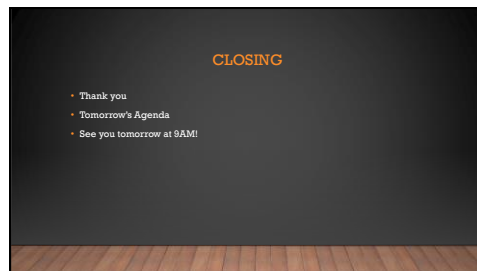 CLOSING
• Thank you
• Tomorrow's Agenda
• See you tomorrow at 9AM!